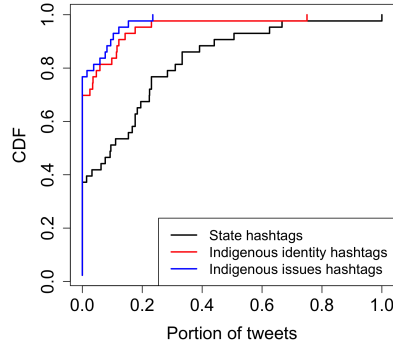 CDF
1.0
0.8
0.6
0.4
0.2
0.0
State hashtags
Indigenous identity hashtags
Indigenous issues hashtags
0.0 0.2 0.4 0.6 0.8 1.0
Portion of tweets